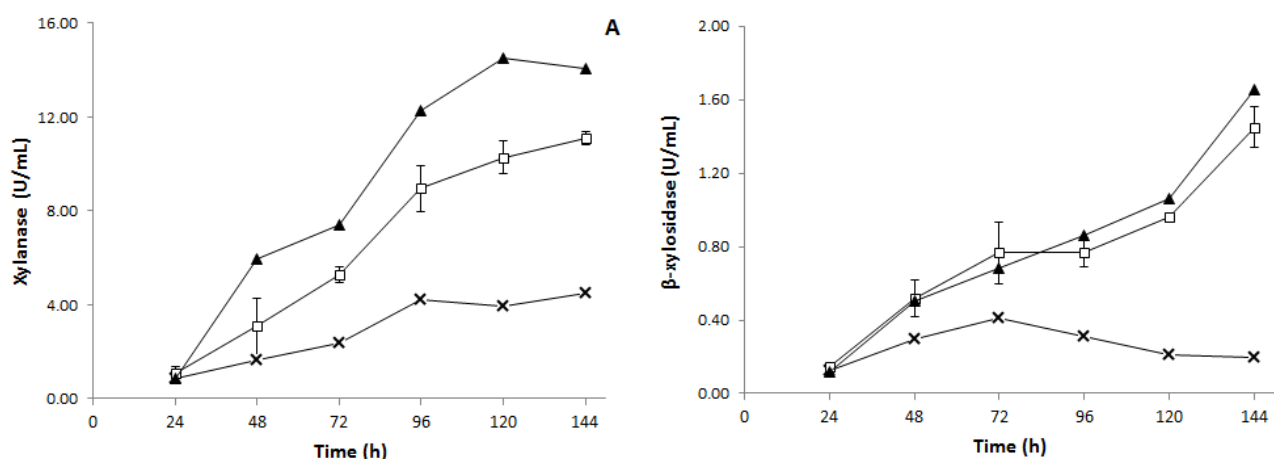 A
Xylanase (U/mL)
16.00
12.00
8.00
4.00
0.00
0 24 48 72 96 120 144
Time (h)
β-xylosidase (U/mL)
2.00
1.60
1.20
0.80
0.40
0.00
0 24 48 72 96 120 144
Time (h)